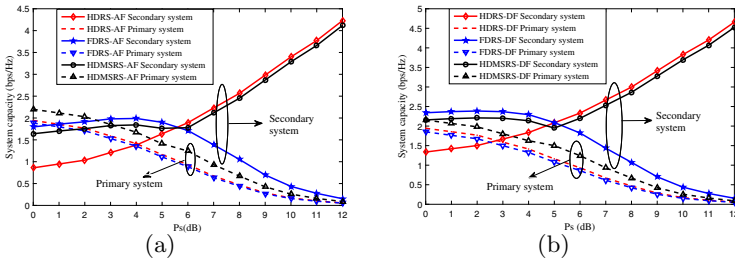 4.5
4
3.5
3
2.5
2
1.5
1
0.5
0
System capacity (bps/Hz)
HDRS-AF Secondary system
HDRS-AF Primary system
FDRS-AF Secondary system
FDRS-AF Primary system
HDMSRS-AF Secondary system
HDMSRS-AF Primary system
Secondary
system
Primary system
0 1 2 3 4 5 6 7 8 9 10 11 12
Ps(dB)
(a)
5
4.5
4
3.5
3
2.5
2
1.5
1
0.5
0
System capacity (bps/Hz)
HDRS-DF Secondary system
HDRS-DF Primary system
FDRS-DF Secondary system
FDRS-DF Primary system
HDMSRS-DF Secondary system
HDMSRS-DF Primary system
Secondary
system
Primary system
0 1 2 3 4 5 6 7 8 9 10 11 12
Ps(dB)
(b)